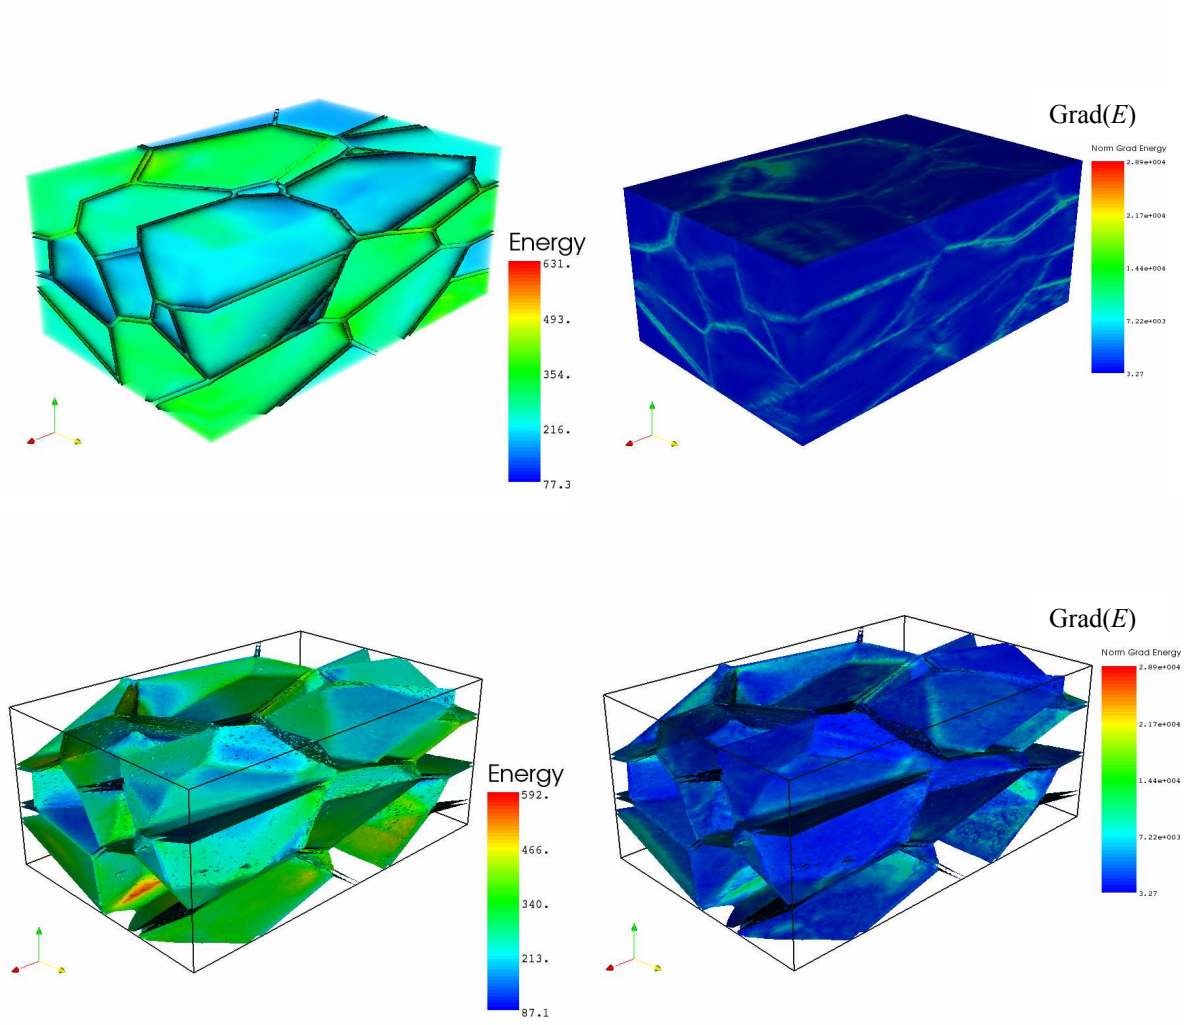 Grad(E)
Norm Grad Energy
2.89e+004
2.17e+004
1.44e+004
7.22e+003
3.27
Energy
631.
493.
354.
216.
77.3
Grad(E)
Norm Grad Energy
2.89e+004
2.17e+004
1.44e+004
7.22e+003
3.27
Energy
592.
466.
340.
213.
87.1